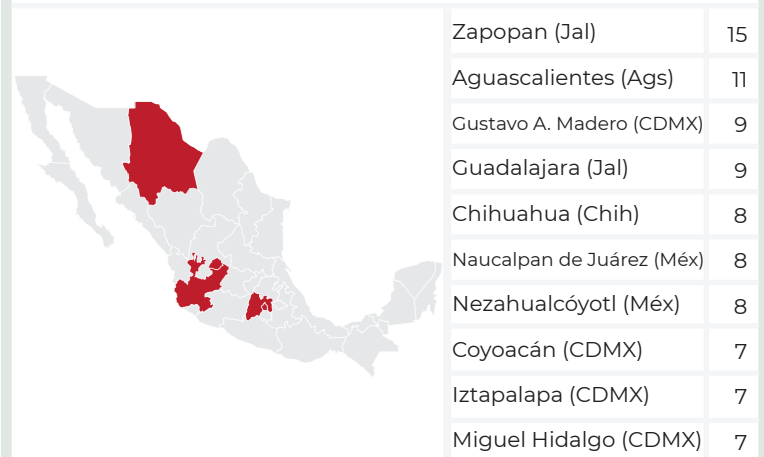 Zapopan (Jal) 15
Aguascalientes (Ags) 11
Gustavo A. Madero (CDMX) 9
Guadalajara (Jal) 9
Chihuahua (Chih) 8
Naucalpan de Juárez (Méx) 8
Nezahualcóyotl (Méx) 8
Coyoacán (CDMX) 7
Iztapalapa (CDMX) 7
Miguel Hidalgo (CDMX) 7